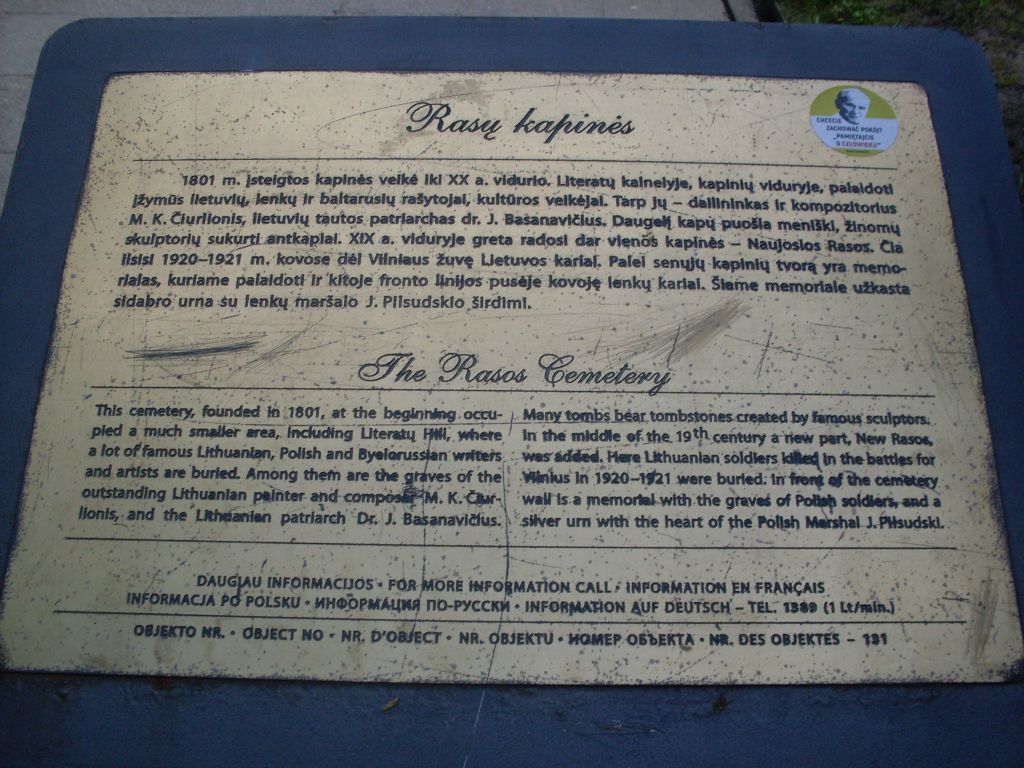 Rasų kapinės
CHCECIE
ZACHOWAĆ POKÓJ?
„PAMIĘTAJCIE
O CZŁOWIEKU"
1801 m. įsteigtos kapinės veikė iki XX a. vidurio. Literatų kalnelyje, kapinių viduryje, palaidoti
įžymūs lietuvių, lenkų ir baltarusių rašytojai, kultūros veikėjai. Tarp jų – dailininkas ir kompozitorius
M. K. Čiurlionis, lietuvių tautos patriarchas dr. J. Basanavičius. Daugelį kapų puošia meniški, žinomų
skulptorių sukurti antkapiai. XIX a. viduryje greta radosi dar vienos kapinės – Naujosios Rasos. Čia
ilsisi 1920–1921 m. kovose dėl Vilniaus žuvę Lietuvos kariai. Palei senųjų kapinių tvorą yra memo-
rialas, kuriame palaidoti ir kitoje fronto linijos pusėje kovoję lenkų kariai. Šiame memoriale užkasta
sidabro urna su lenkų maršalo J. Pilsudskio širdimi.
The Rasos Cemetery
This cemetery, founded in 1801, at the beginning occu-
pied a much smaller area, including Literatų Hill, where
a lot of famous Lithuanian, Polish and Byelorussian writers
and artists are buried. Among them are the graves of the
outstanding Lithuanian painter and composer M. K. Čiur-
lionis, and the Lithuanian patriarch Dr. J. Basanavičius.
Many tombs bear tombstones created by famous sculptors.
In the middle of the 19th century a new part, New Rasos,
was added. Here Lithuanian soldiers killed in the battles for
Vilnius in 1920–1921 were buried. In front of the cemetery
wall is a memorial with the graves of Polish soldiers, and a
silver urn with the heart of the Polish Marshal J. Pilsudski.
DAUGIAU INFORMACIJOS · FOR MORE INFORMATION CALL · INFORMATION EN FRANÇAIS
INFORMACJA PO POLSKU · ИНФОРМАЦИЯ ПО-РУССКИ · INFORMATION AUF DEUTSCH – TEL. 1389 (1 Lt/min.)
OBJEKTO NR. · OBJECT NO · NR. D'OBJECT · NR. OBJEKTU · НОМЕР ОБЪЕКТА · NR. DES OBJEKTES – 131